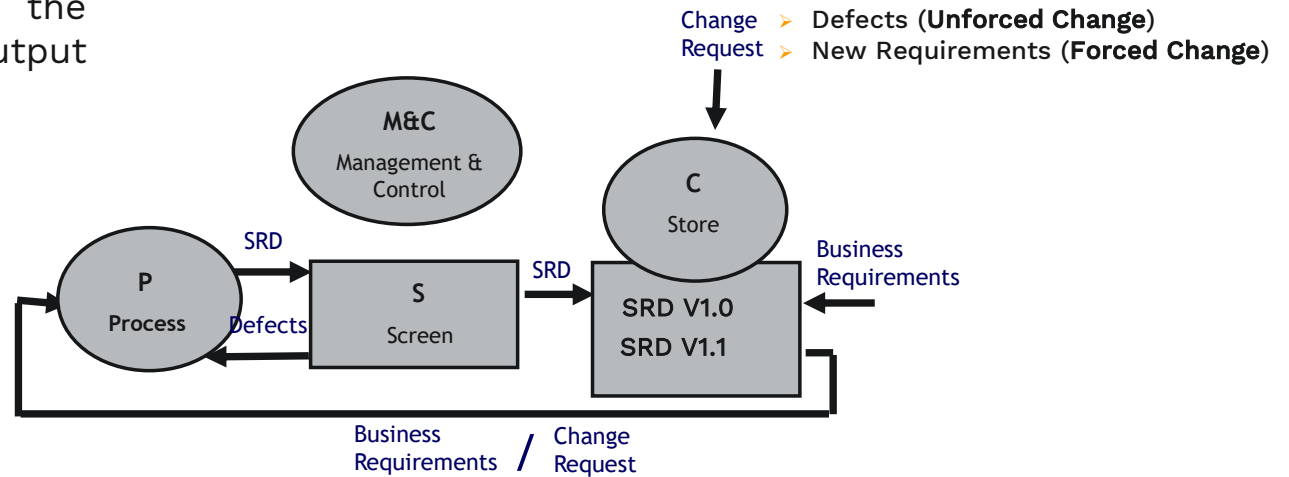 the
utput
Change
Request
➢ Defects (Unforced Change)
➢ New Requirements (Forced Change)
M&C
Management &
Control
C
Store
SRD
P
Process
Defects
S
Screen
SRD
Business
Requirements
SRD V1.0
SRD V1.1
Business
Requirements
/
Change
Request